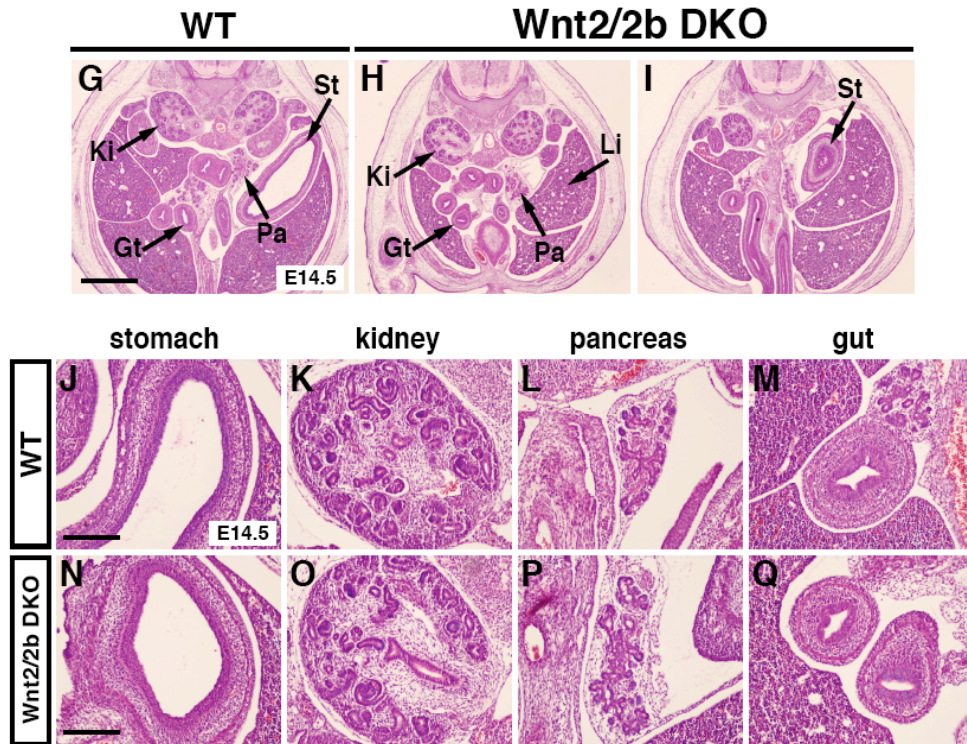 WT
Wnt2/2b DKO
G
St
Ki
Gt
Pa
E14.5
H
Ki
Li
Gt
Pa
I
St
stomach
kidney
pancreas
gut
WT
J
E14.5
K
L
M
Wnt2/2b DKO
N
O
P
Q